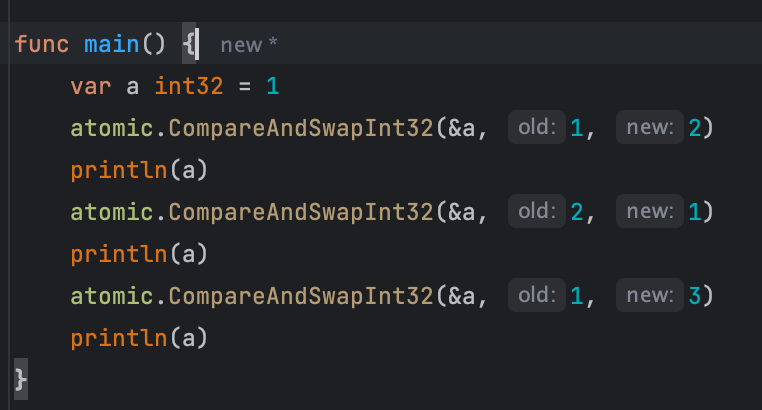 func main() { new *
var a int32 = 1
atomic.CompareAndSwapInt32(&a, old: 1, new: 2)
println(a)
atomic.CompareAndSwapInt32(&a, old: 2, new: 1)
println(a)
atomic.CompareAndSwapInt32(&a, old: 1, new: 3)
println(a)
}